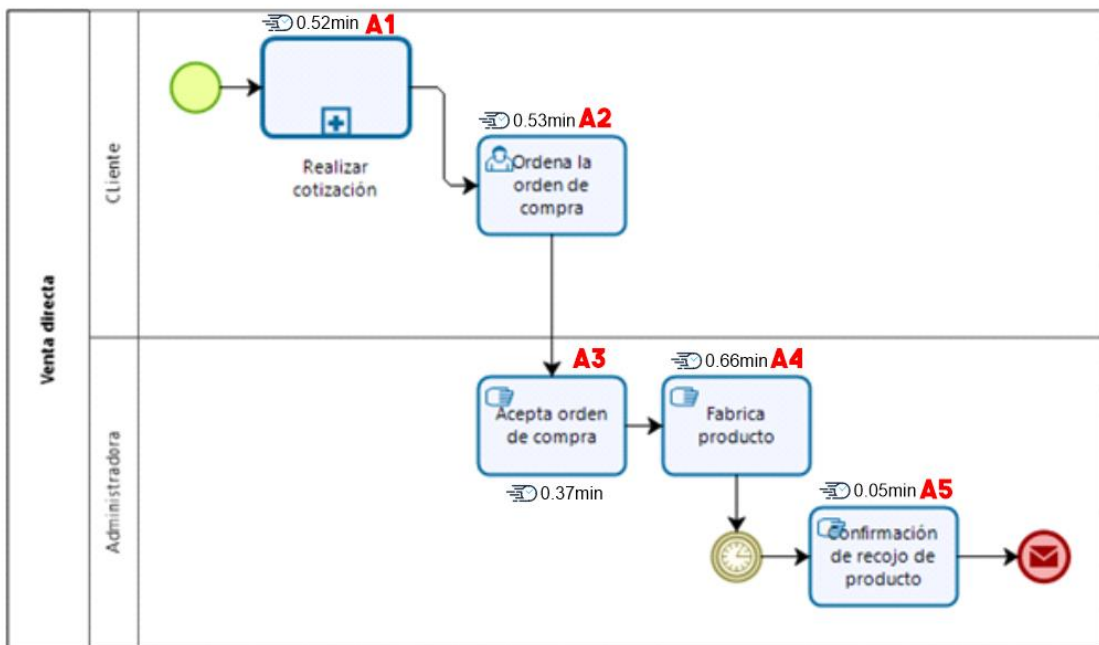 Venta directa
CLiente
0.52min A1
Realizar
cotización
0.53min A2
Ordena la
orden de
compra
Administradora
A3
Acepta orden
de compra
0.37min
0.66min A4
Fabrica
producto
0.05min A5
Confirmación
de recojo de
producto